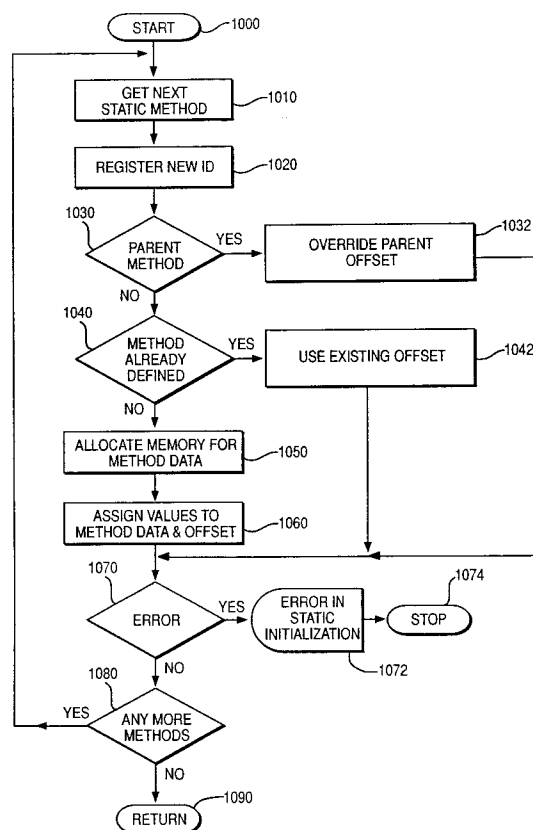 START
1000
GET NEXT
STATIC METHOD
1010
REGISTER NEW ID
1020
1030
PARENT
METHOD
YES
OVERRIDE PARENT
OFFSET
1032
NO
1040
METHOD
ALREADY
DEFINED
YES
USE EXISTING OFFSET
1042
NO
ALLOCATE MEMORY FOR
METHOD DATA
1050
ASSIGN VALUES TO
METHOD DATA & OFFSET
1060
1070
ERROR
YES
ERROR IN
STATIC
INITIALIZATION
1072
STOP
1074
NO
1080
YES
ANY MORE
METHODS
NO
RETURN
1090